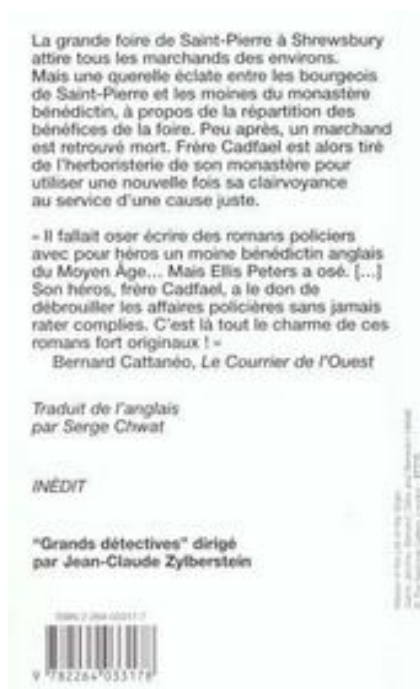 La grande foire de Saint-Pierre à Shrewsbury
attire tous les marchands des environs.
Mais une querelle éclate entre les bourgeois
de Saint-Pierre et les moines du monastère
bénédictin, à propos de la répartition des
bénéfices de la foire. Peu après, un marchand
est retrouvé mort. Frère Cadfael est alors tiré
de l'herboristerie de son monastère pour
utiliser une nouvelle fois sa clairvoyance
au service d'une cause juste.
« Il fallait oser écrire des romans policiers
avec pour héros un moine bénédictin anglais
du Moyen Âge... Mais Ellis Peters a osé. [...]
Son héros, frère Cadfael, a le don de
débrouiller les affaires policières sans jamais
rater complies. C'est là tout le charme de ces
romans fort originaux ! »
Bernard Cattanéo, Le Courrier de l'Ouest
Traduit de l'anglais
par Serge Chwat
INÉDIT
"Grands détectives" dirigé
par Jean-Claude Zylberstein
9 782264 033178